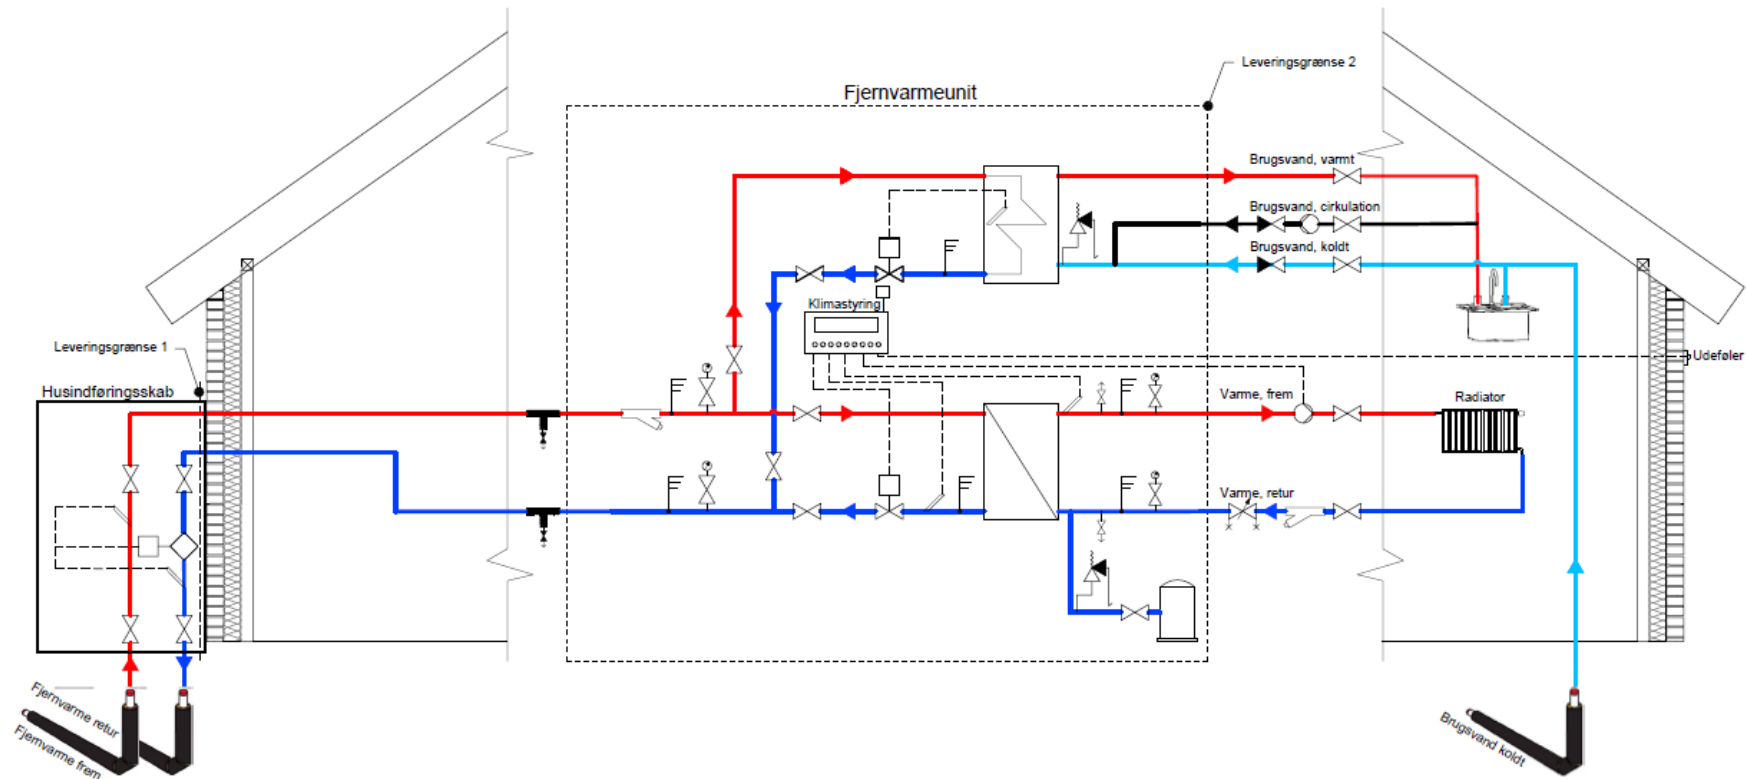 Leveringsgrænse 2
Fjernvarmeunit
Brugsvand, varmt
Brugsvand, cirkulation
Brugsvand, koldt
Klimastyring
Leveringsgrænse 1
Udeføler
Husindføringsskab
Varme, frem
Radiator
Varme, retur
Fjernvarme retur
Fjernvarme frem
Brugsvand koldt